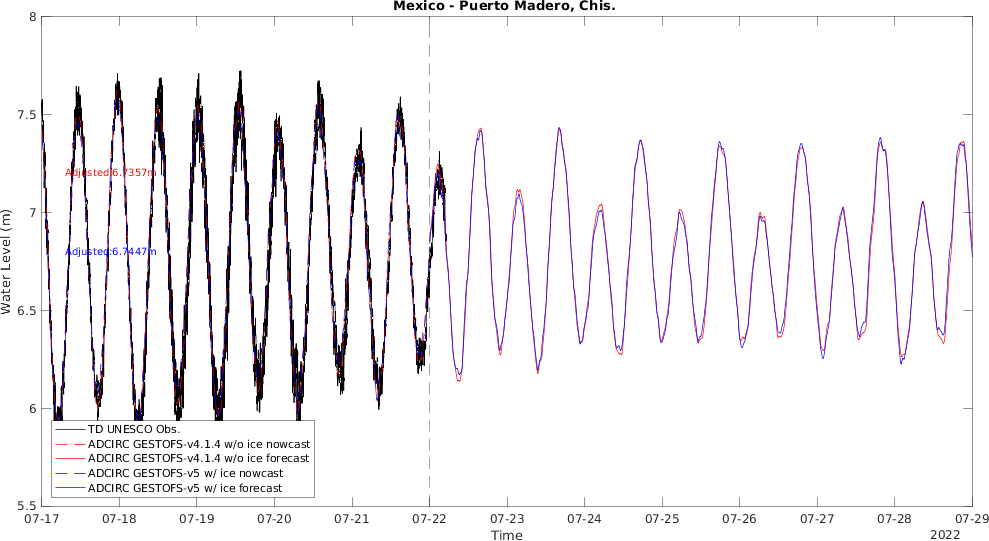 Mexico - Puerto Madero, Chis.
8
7.5
7
6.5
6
5.5
Water Level (m)
Adjusted:6.7357m
Adjusted:6.7447m
TD UNESCO Obs.
ADCIRC GESTOFS-v4.1.4 w/o ice nowcast
ADCIRC GESTOFS-v4.1.4 w/o ice forecast
ADCIRC GESTOFS-v5 w/ ice nowcast
ADCIRC GESTOFS-v5 w/ ice forecast
07-17 07-18 07-19 07-20 07-21 07-22 07-23 07-24 07-25 07-26 07-27 07-28 07-29
Time
2022